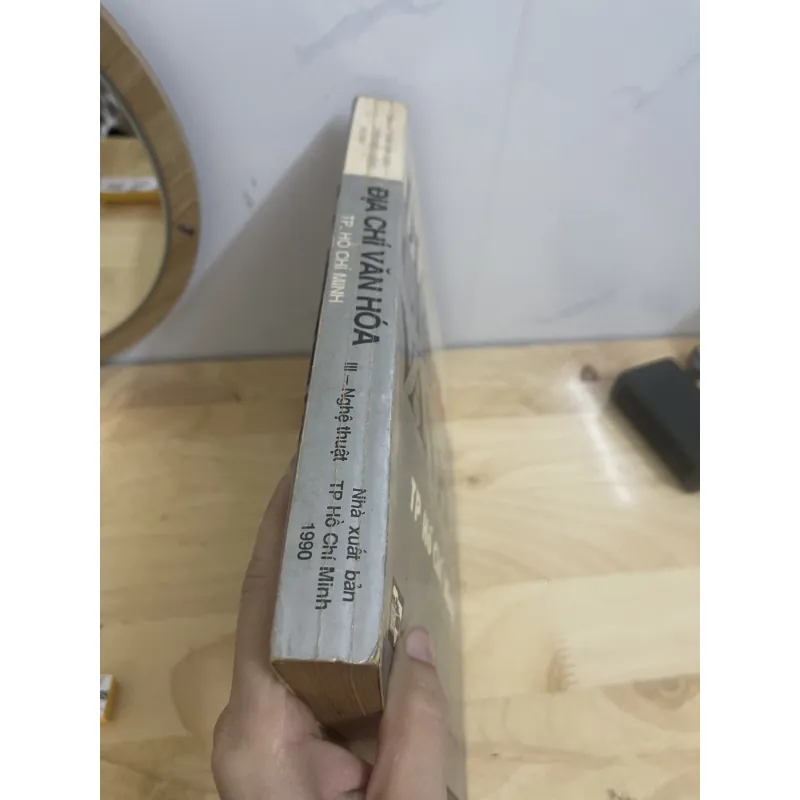 ĐỊA CHÍ VĂN HÓA
TP. HỒ CHÍ MINH
III – Nghệ thuật
Nhà xuất bản
TP Hồ Chí Minh
1990